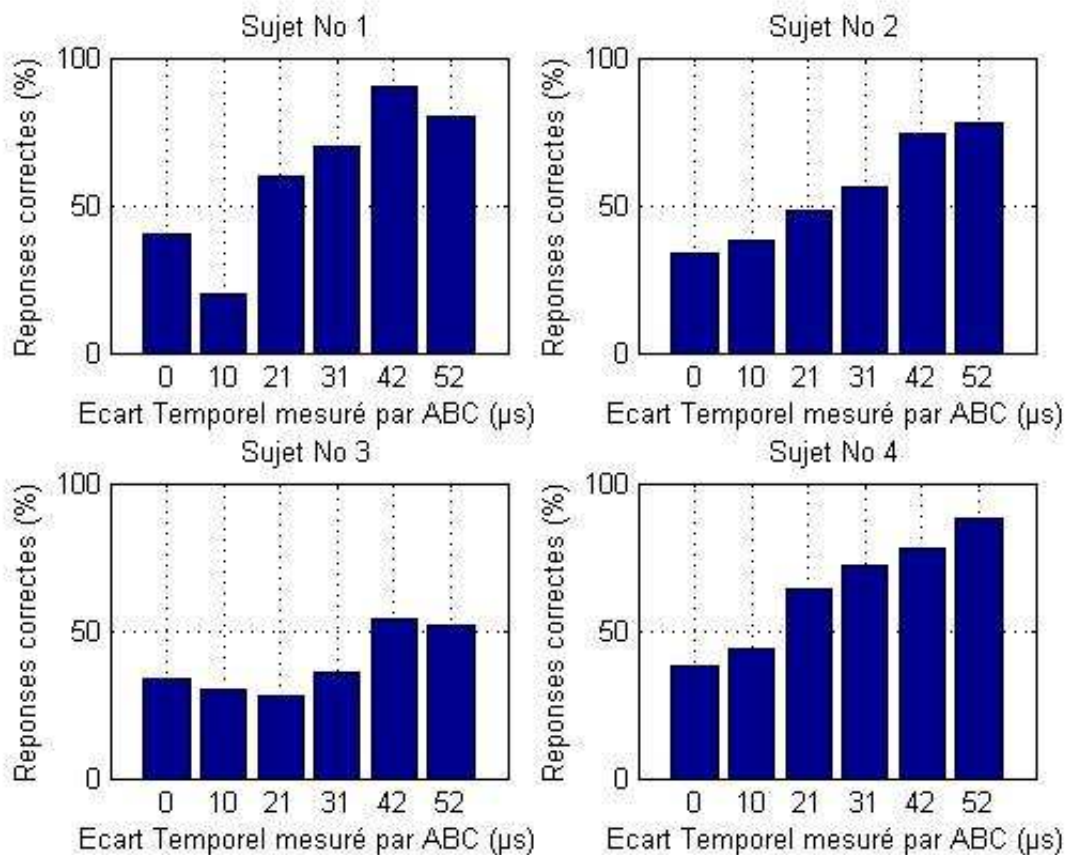 Sujet No 1
Reponses correctes (%)
100
50
0
0 10 21 31 42 52
Ecart Temporel mesuré par ABC (µs)
Sujet No 2
Reponses correctes (%)
100
50
0
0 10 21 31 42 52
Ecart Temporel mesuré par ABC (µs)
Sujet No 3
Reponses correctes (%)
100
50
0
0 10 21 31 42 52
Ecart Temporel mesuré par ABC (µs)
Sujet No 4
Reponses correctes (%)
100
50
0
0 10 21 31 42 52
Ecart Temporel mesuré par ABC (µs)